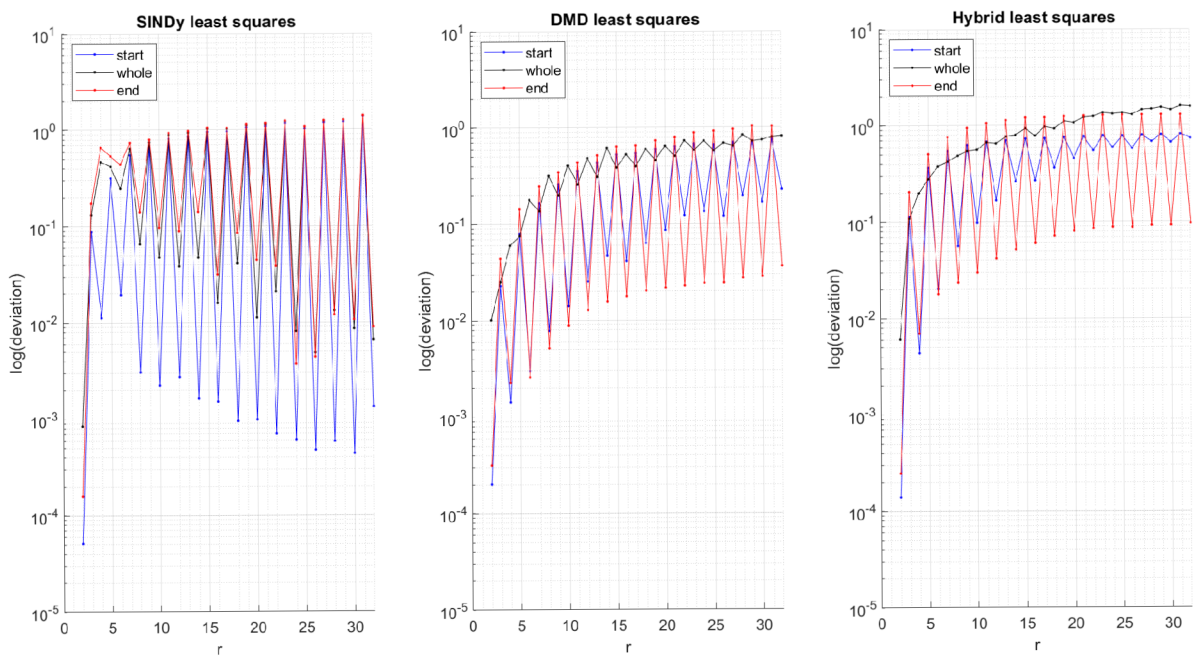 SINDy least squares
start
whole
end
10^1
10^0
10^-1
10^-2
10^-3
10^-4
10^-5
log(deviation)
0 5 10 15 20 25 30
r
DMD least squares
start
whole
end
10^1
10^0
10^-1
10^-2
10^-3
10^-4
10^-5
log(deviation)
0 5 10 15 20 25 30
r
Hybrid least squares
start
whole
end
10^1
10^0
10^-1
10^-2
10^-3
10^-4
10^-5
log(deviation)
0 5 10 15 20 25 30
r